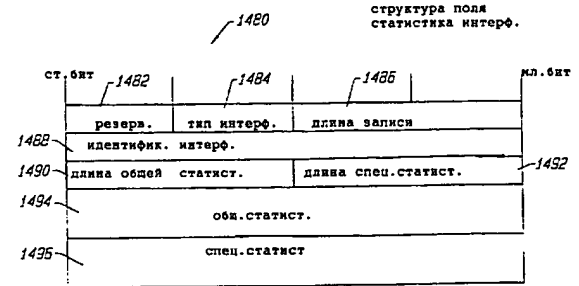 структура поля
статистика интерф.
1480
ст.бит
1482
1484
1486
мл.бит
резерв.
тип интерф.
длина записи
1488
идентифик. интерф.
1490
длина общей статист.
длина спец.статист.
1492
1494
общ.статист.
1495
спец.статист